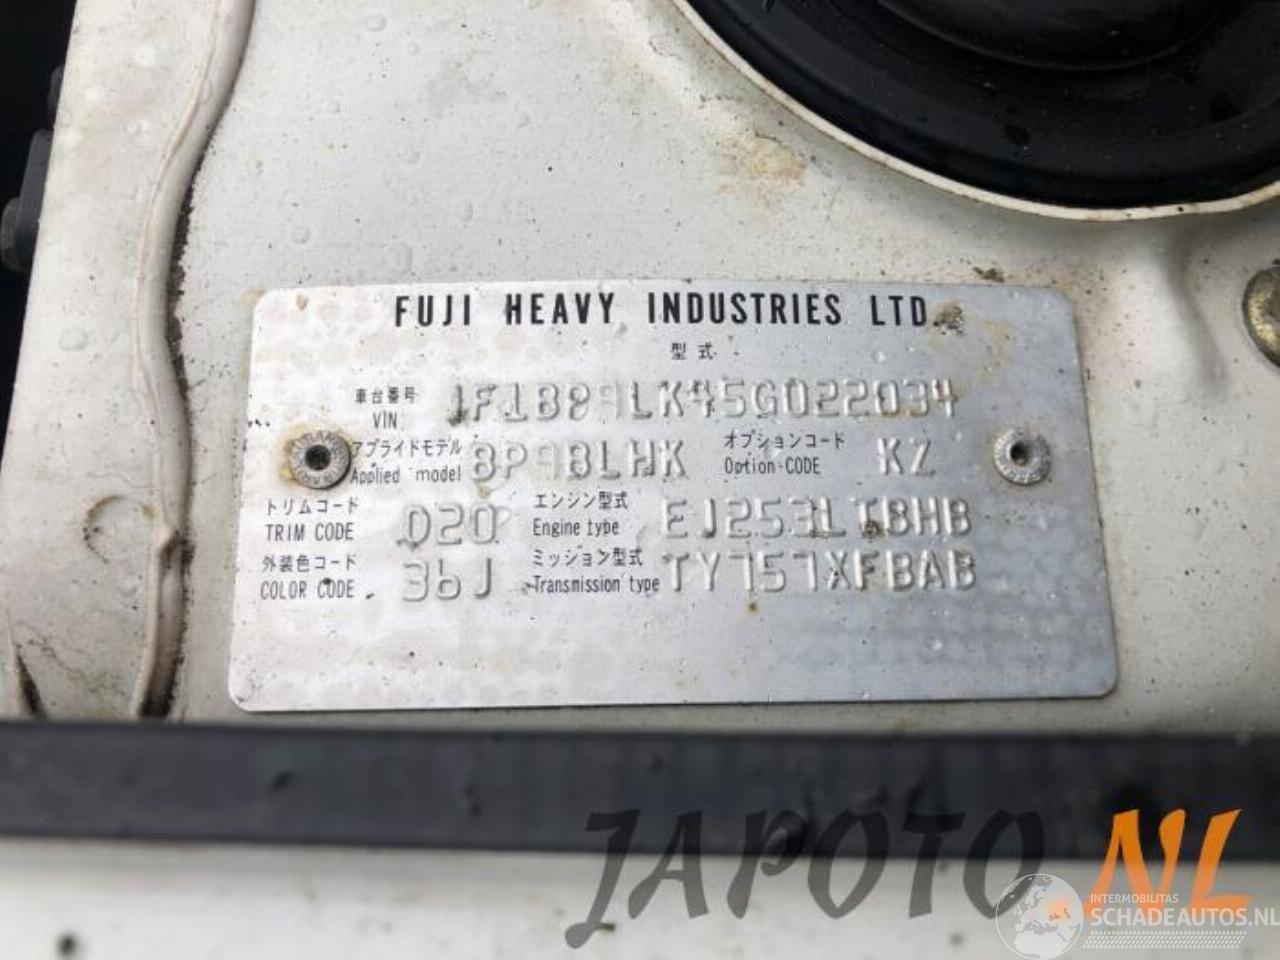 FUJI HEAVY INDUSTRIES LTD.
型式
車台番号 VIN JF1BP9LK45G022034
アプライドモデル Applied model BP9BLHK オプションコード Option-CODE KZ
トリムコード TRIM CODE D20 エンジン型式 Engine type EJ253LTBHB
外装色コード COLOR CODE 36J ミッション型式 Transmission type TY757XFBAB
JAPOTO.NL
INTERMOBILITAS
SCHADEAUTOS.NL